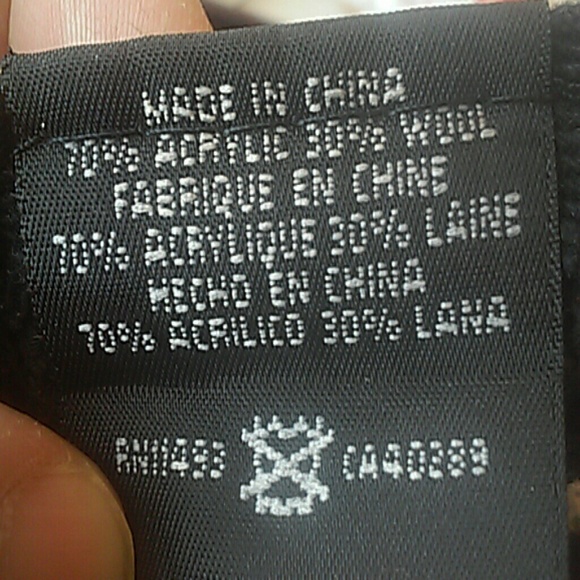 MADE IN CHINA
70% ACRYLIC 30% WOOL
FABRIQUE EN CHINE
70% ACRYLIQUE 30% LAINE
HECHO EN CHINA
70% ACRILICO 30% LANA
CA40289